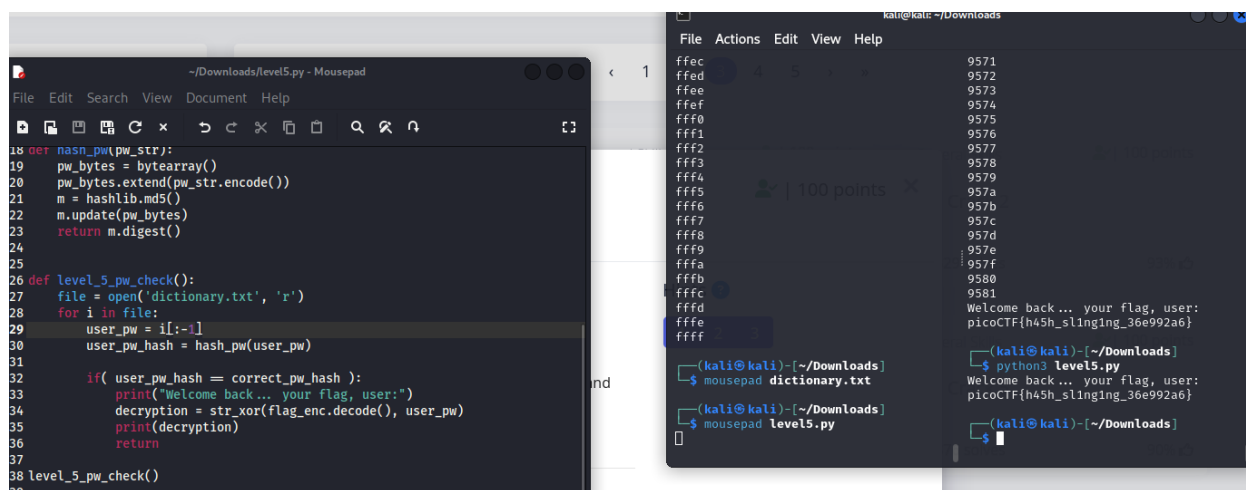 ~/Downloads/level5.py - Mousepad
File Edit Search View Document Help
18 def hash_pw(pw_str):
19 pw_bytes = bytearray()
20 pw_bytes.extend(pw_str.encode())
21 m = hashlib.md5()
22 m.update(pw_bytes)
23 return m.digest()
24
25
26 def level_5_pw_check():
27 file = open('dictionary.txt', 'r')
28 for i in file:
29 user_pw = i[:-1]
30 user_pw_hash = hash_pw(user_pw)
31
32 if( user_pw_hash == correct_pw_hash ):
33 print("Welcome back... your flag, user:")
34 decryption = str_xor(flag_enc.decode(), user_pw)
35 print(decryption)
36 return
37
38 level_5_pw_check()
‹ 1
4 5 › »
| 100 points ×
2 3
and
kali@kali: ~/Downloads
File Actions Edit View Help
ffec
ffed
ffee
ffef
fff0
fff1
fff2
fff3
fff4
fff5
fff6
fff7
fff8
fff9
fffa
fffb
fffc
fffd
fffe
ffff
┌──(kali㉿kali)-[~/Downloads]
└─$ mousepad dictionary.txt
┌──(kali㉿kali)-[~/Downloads]
└─$ mousepad level5.py
9571
9572
9573
9574
9575
9576
9577
9578
9579
957a
957b
957c
957d
957e
957f
9580
9581
Welcome back... your flag, user:
picoCTF{h45h_sl1ng1ng_36e992a6}
┌──(kali㉿kali)-[~/Downloads]
└─$ python3 level5.py
Welcome back... your flag, user:
picoCTF{h45h_sl1ng1ng_36e992a6}
┌──(kali㉿kali)-[~/Downloads]
└─$